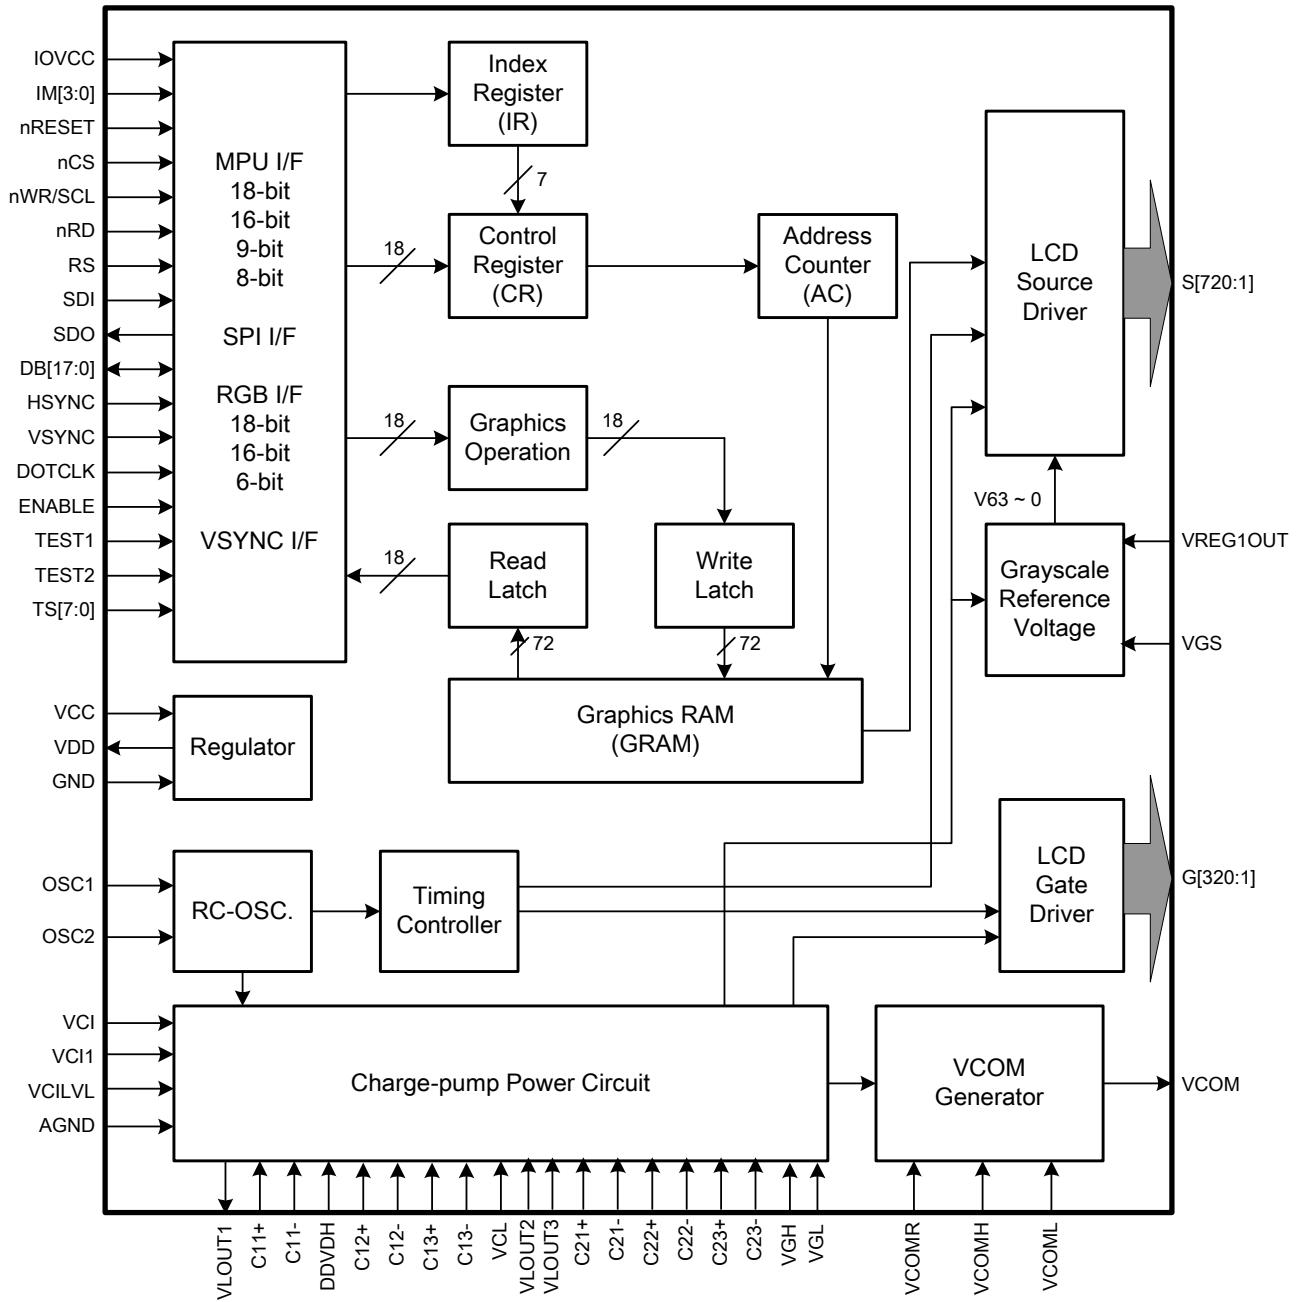 IOVCC
IM[3:0]
nRESET
nCS
nWR/SCL
nRD
RS
SDI
SDO
DB[17:0]
HSYNC
VSYNC
DOTCLK
ENABLE
TEST1
TEST2
TS[7:0]
MPU I/F
18-bit
16-bit
9-bit
8-bit
SPI I/F
RGB I/F
18-bit
16-bit
6-bit
VSYNC I/F
Index
Register
(IR)
7
18
Control
Register
(CR)
Address
Counter
(AC)
18
Graphics
Operation
18
18
Read
Latch
Write
Latch
72
72
Graphics RAM
(GRAM)
LCD
Source
Driver
S[720:1]
V63 ~ 0
Grayscale
Reference
Voltage
VREG1OUT
VGS
VCC
VDD
GND
Regulator
OSC1
OSC2
RC-OSC.
Timing
Controller
LCD
Gate
Driver
G[320:1]
VCI
VCI1
VCILVL
AGND
Charge-pump Power Circuit
VCOM
Generator
VCOM
VLOUT1
C11+
C11-
DDVDH
C12+
C12-
C13+
C13-
VCL
VLOUT2
VLOUT3
C21+
C21-
C22+
C22-
C23+
C23-
VGH
VGL
VCOMR
VCOMH
VCOML